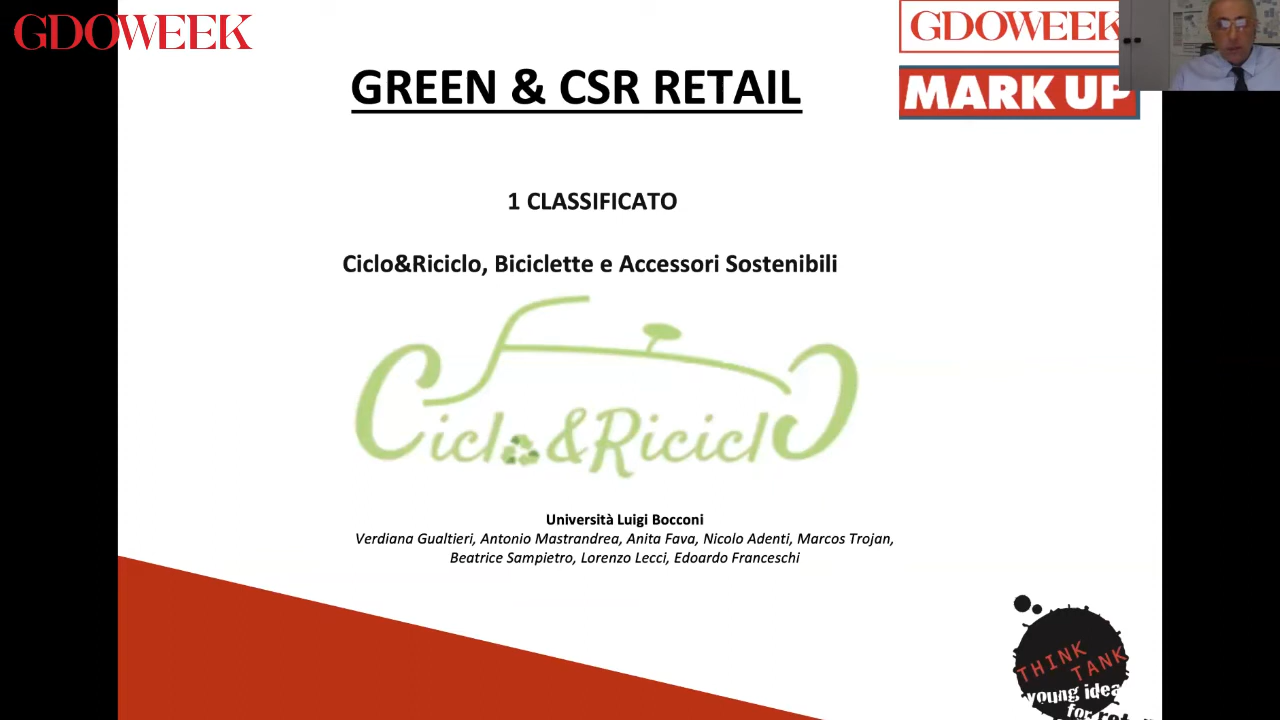 GDOWEEK
GDOWEEK
GREEN & CSR RETAIL
MARK UP
1 CLASSIFICATO
Ciclo&Riciclo, Biciclette e Accessori Sostenibili
Ciclo&Riciclo
Università Luigi Bocconi
Verdiana Gualtieri, Antonio Mastrandrea, Anita Fava, Nicolo Adenti, Marcos Trojan,
Beatrice Sampietro, Lorenzo Lecci, Edoardo Franceschi
THINK
TANK
young idea
for